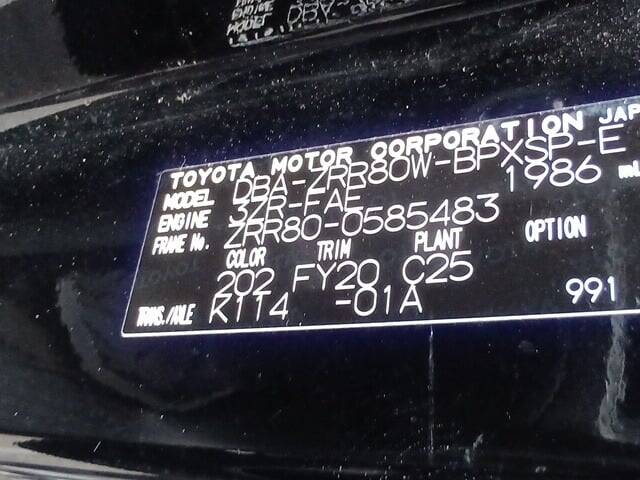 TOYOTA MOTOR CORPORATION JAP
MODEL DBA-ZRR80W-BPXSP-E
ENGINE 3ZR-FAE 1986
FRAME No. ZRR80-0585483
COLOR TRIM PLANT OPTION
202 FY20 C25
TRANS./AXLE K114 -01A 991